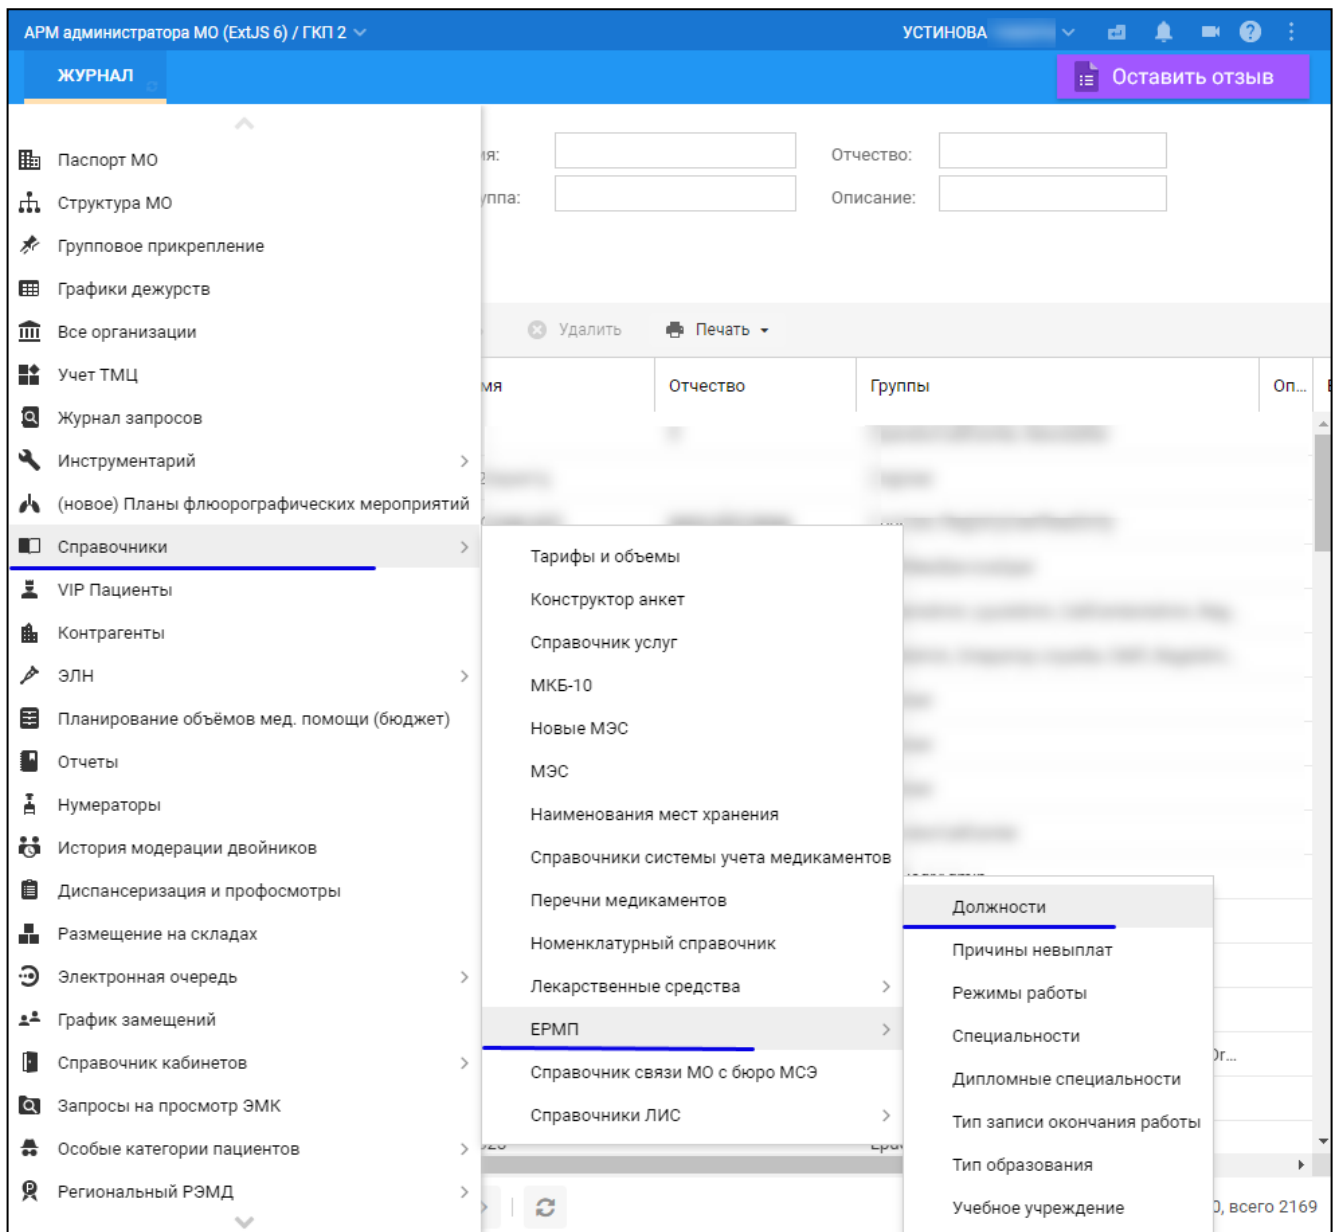 АРМ администратора МО (ExtJS 6) / ГКП 2
УСТИНОВА
ЖУРНАЛ
Оставить отзыв
Отчество:
Описание:
Удалить
Печать
Отчество
Группы
Оп...
Паспорт МО
Структура МО
Групповое прикрепление
Графики дежурств
Все организации
Учет ТМЦ
Журнал запросов
Инструментарий
(новое) Планы флюорографических мероприятий
Справочники
VIP Пациенты
Контрагенты
ЭЛН
Планирование объёмов мед. помощи (бюджет)
Отчеты
Нумераторы
История модерации двойников
Диспансеризация и профосмотры
Размещение на складах
Электронная очередь
График замещений
Справочник кабинетов
Запросы на просмотр ЭМК
Особые категории пациентов
Региональный РЭМД
Тарифы и объемы
Конструктор анкет
Справочник услуг
МКБ-10
Новые МЭС
МЭС
Наименования мест хранения
Справочники системы учета медикаментов
Перечни медикаментов
Номенклатурный справочник
Лекарственные средства
ЕРМП
Справочник связи МО с бюро МСЭ
Справочники ЛИС
Должности
Причины невыплат
Режимы работы
Специальности
Дипломные специальности
Тип записи окончания работы
Тип образования
Учебное учреждение
0, всего 2169